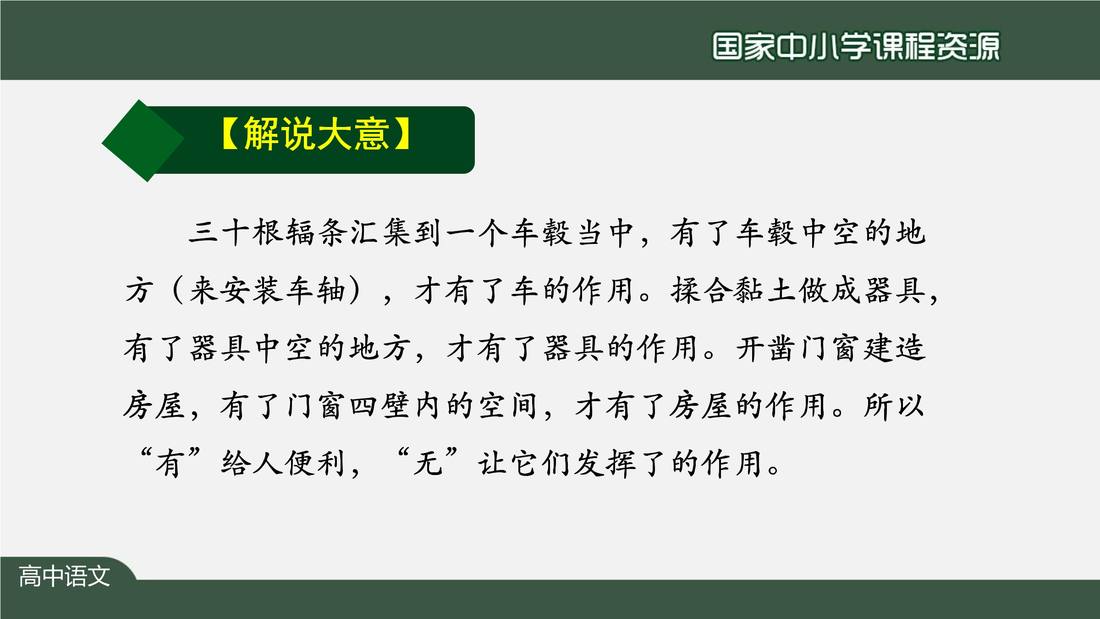 国家中小学课程资源
【解说大意】
三十根辐条汇集到一个车毂当中，有了车毂中空的地
方（来安装车轴），才有了车的作用。揉合黏土做成器具，
有了器具中空的地方，才有了器具的作用。开凿门窗建造
房屋，有了门窗四壁内的空间，才有了房屋的作用。所以
“有”给人便利，“无”让它们发挥了的作用。
高中语文